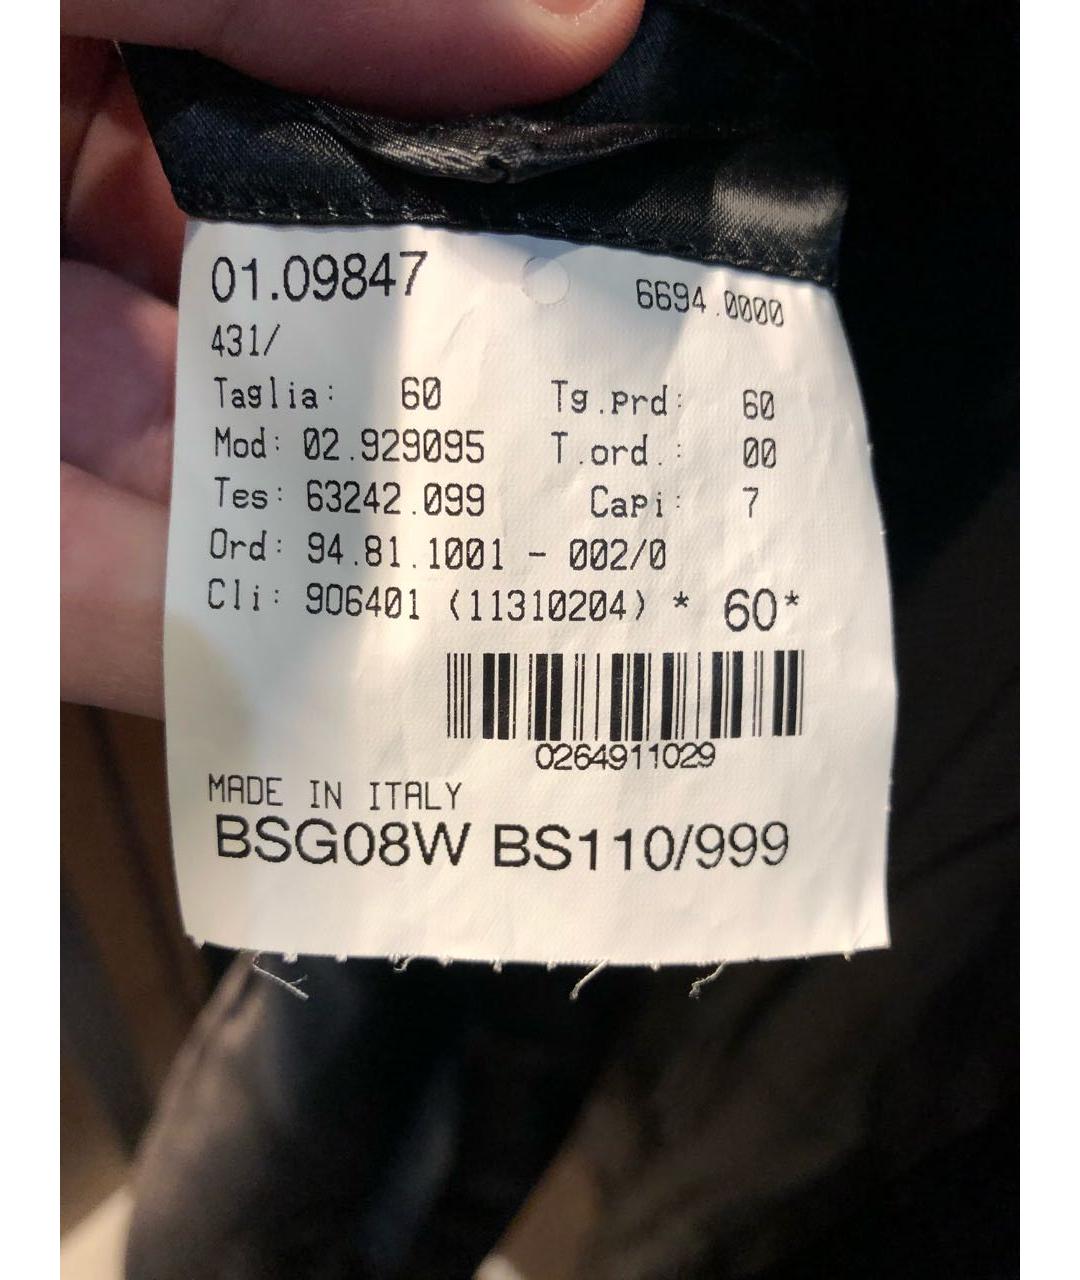 01.09847 6694.0000
431/
Taglia: 60 Tg.prd: 60
Mod: 02.929095 T.ord.: 00
Tes: 63242.099 Capi: 7
Ord: 94.81.1001 - 002/0
Cli: 906401 (11310204) * 60*
0264911029
MADE IN ITALY
BSG08W BS110/999